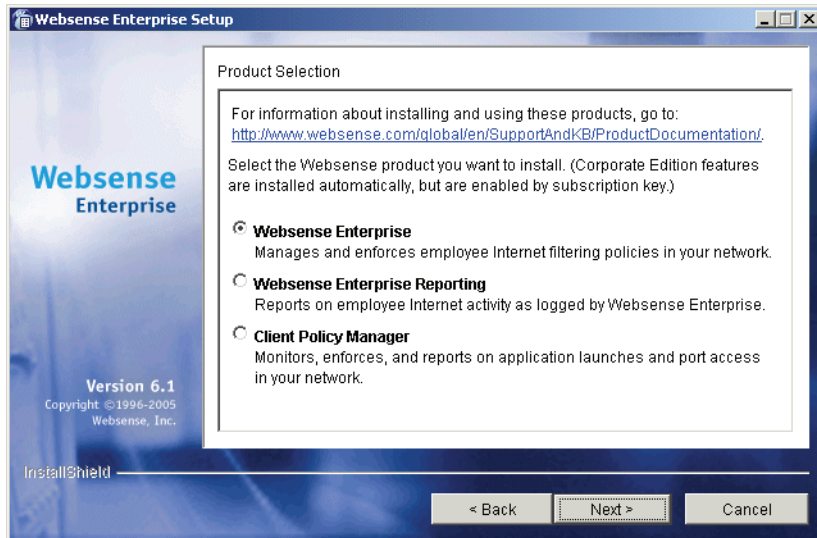 Websense Enterprise Setup
Product Selection
For information about installing and using these products, go to:
http://www.websense.com/global/en/SupportAndKB/ProductDocumentation/.
Select the Websense product you want to install. (Corporate Edition features
are installed automatically, but are enabled by subscription key.)
Websense Enterprise
Manages and enforces employee Internet filtering policies in your network.
Websense Enterprise Reporting
Reports on employee Internet activity as logged by Websense Enterprise.
Client Policy Manager
Monitors, enforces, and reports on application launches and port access
in your network.
Websense
Enterprise
Version 6.1
Copyright ©1996-2005
Websense, Inc.
InstallShield
< Back
Next >
Cancel